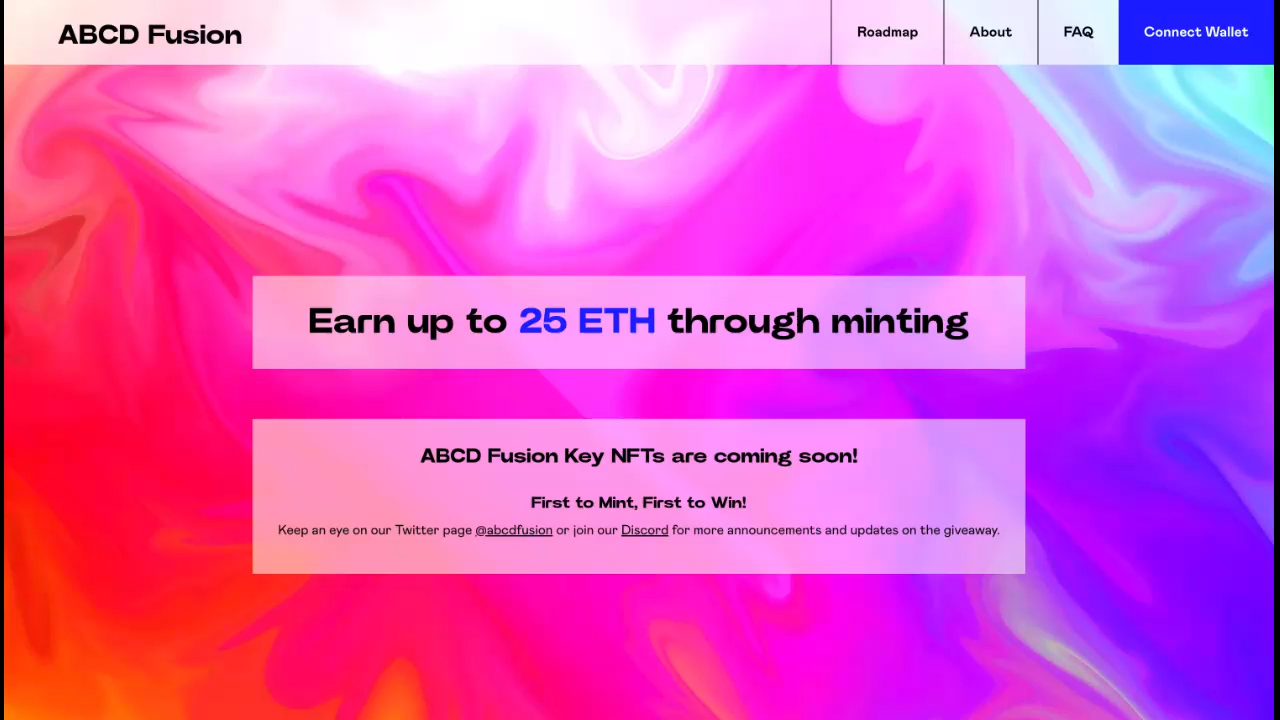 ABCD Fusion
Roadmap
About
FAQ
Connect Wallet
Earn up to 25 ETH through minting
ABCD Fusion Key NFTs are coming soon!
First to Mint, First to Win!
Keep an eye on our Twitter page @abcdfusion or join our Discord for more announcements and updates on the giveaway.